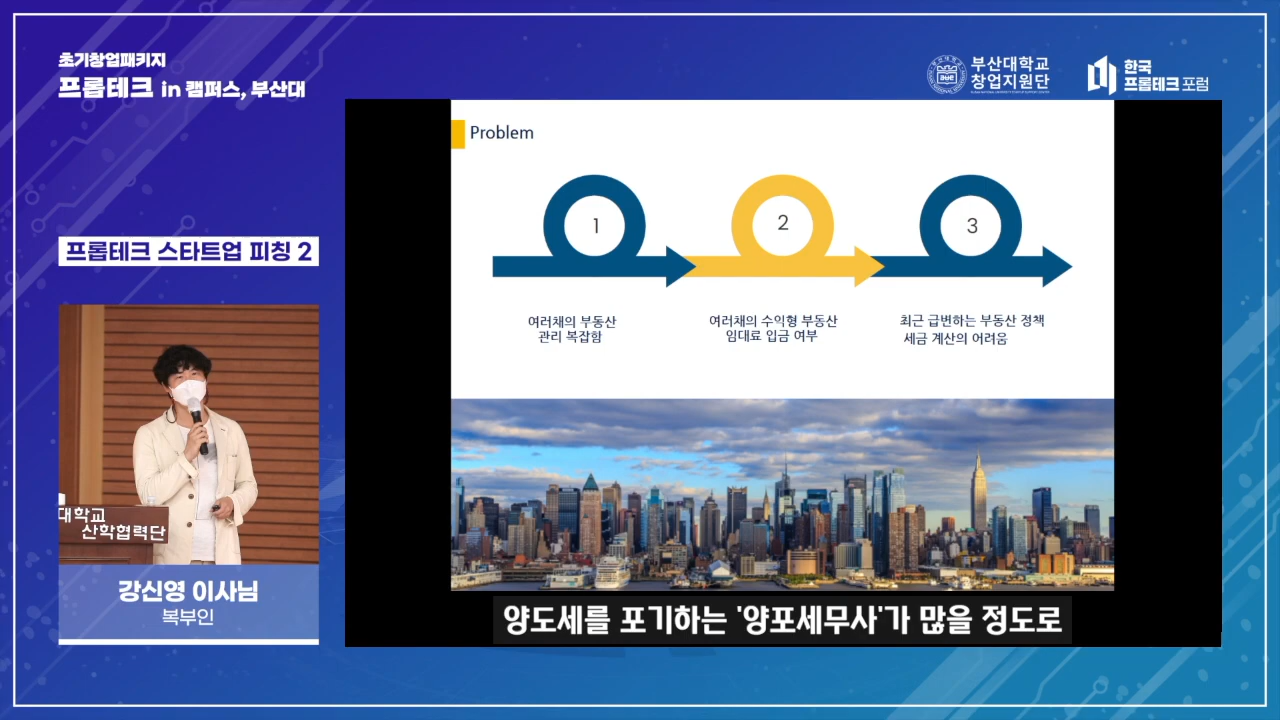 초기창업패키지
프롭테크 in 캠퍼스, 부산대
부산대학교
창업지원단
한국
프롭테크포럼
프롭테크 스타트업 피칭 2
Problem
1
2
3
여러채의 부동산
관리 복잡함
여러채의 수익형 부동산
임대료 입금 여부
최근 급변하는 부동산 정책
세금 계산의 어려움
대학교
산학협력단
강신영 이사님
복부인
양도세를 포기하는 '양포세무사'가 많을 정도로